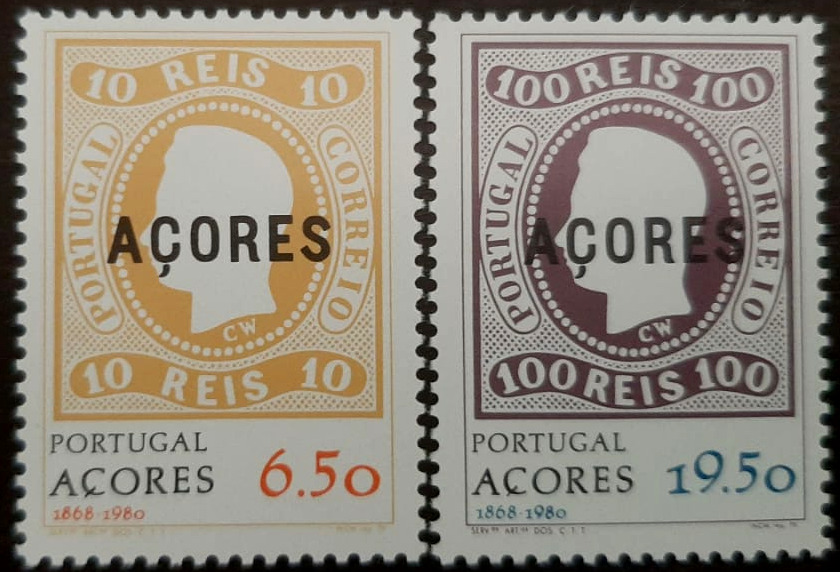 10 REIS 10
PORTUGAL
CORREIO
AÇORES
CW
10 REIS 10
PORTUGAL
AÇORES 6.50
1868-1980
100 REIS 100
PORTUGAL
CORREIO
AÇORES
CW
100 REIS 100
PORTUGAL
AÇORES 19.50
1868-1980